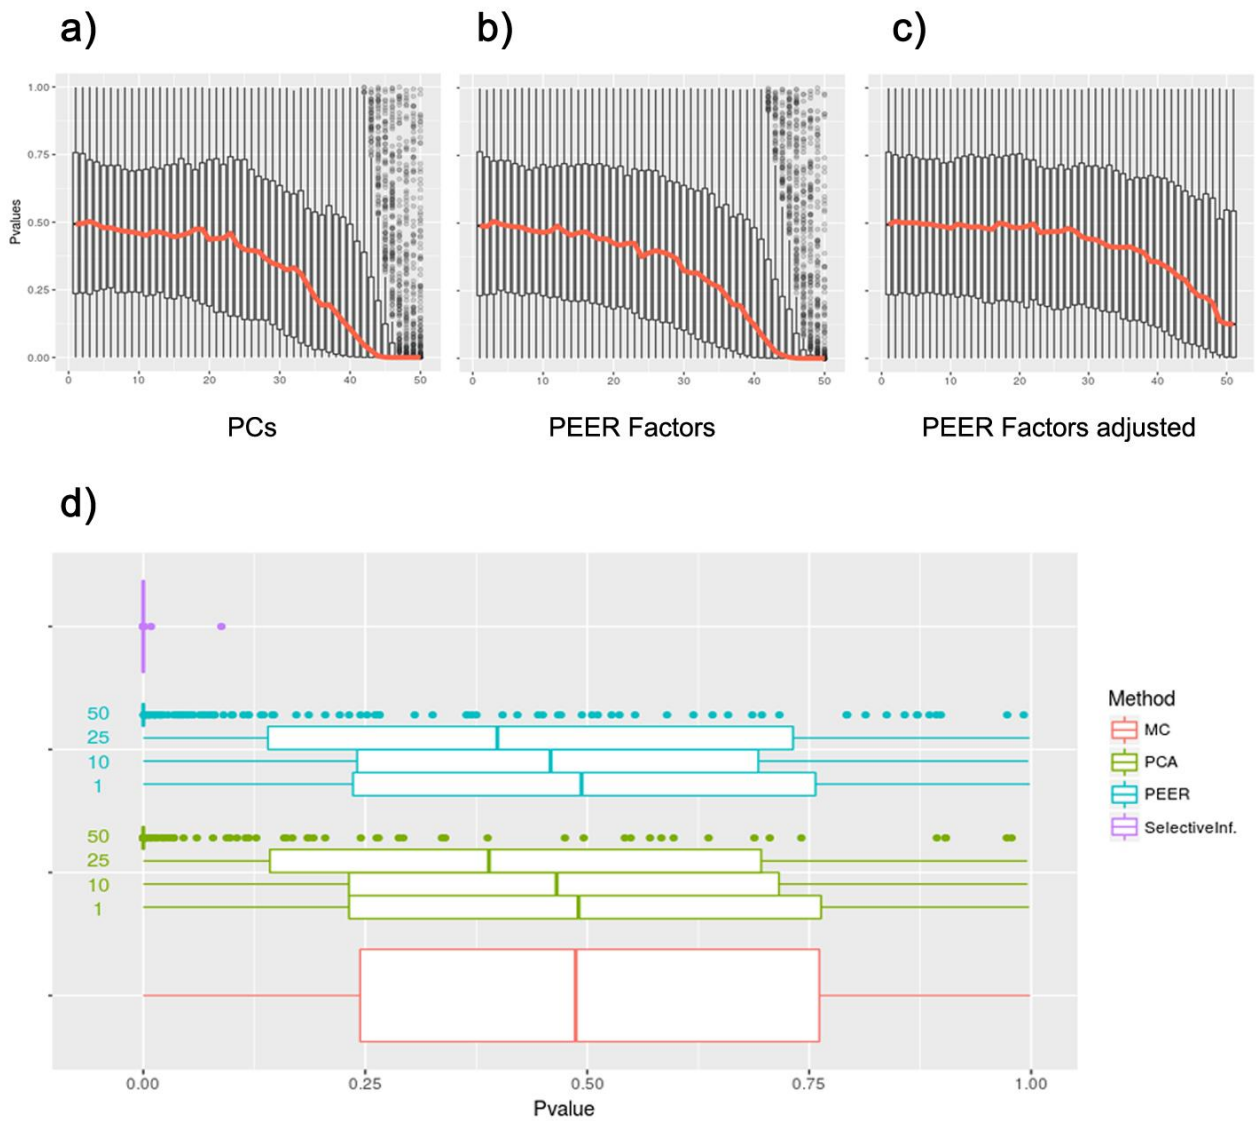 a)
b)
c)
1.00
0.75
0.50
0.25
0.00
Pvalues
0 10 20 30 40 50
0 10 20 30 40 50
0 10 20 30 40 50
PCs
PEER Factors
PEER Factors adjusted
d)
50
25
10
1
50
25
10
1
0.00 0.25 0.50 0.75 1.00
Pvalue
Method
MC
PCA
PEER
SelectiveInf.